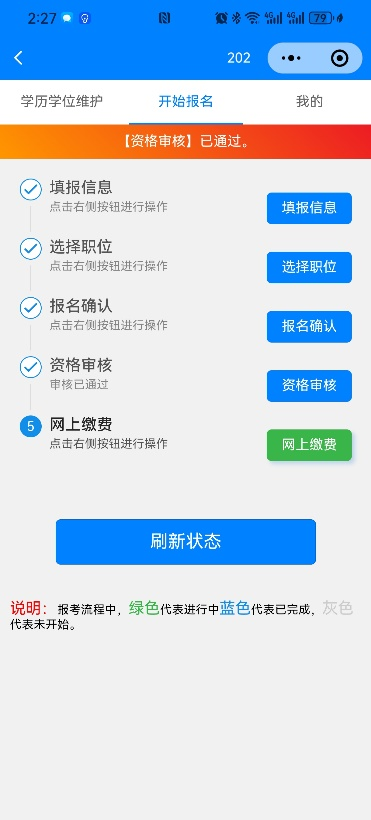 2:27
4G
4G
79
202
学历学位维护
开始报名
我的
【资格审核】已通过。
填报信息
点击右侧按钮进行操作
填报信息
选择职位
点击右侧按钮进行操作
选择职位
报名确认
点击右侧按钮进行操作
报名确认
资格审核
审核已通过
资格审核
5
网上缴费
点击右侧按钮进行操作
网上缴费
刷新状态
说明：报考流程中，绿色代表进行中蓝色代表已完成，灰色
代表未开始。